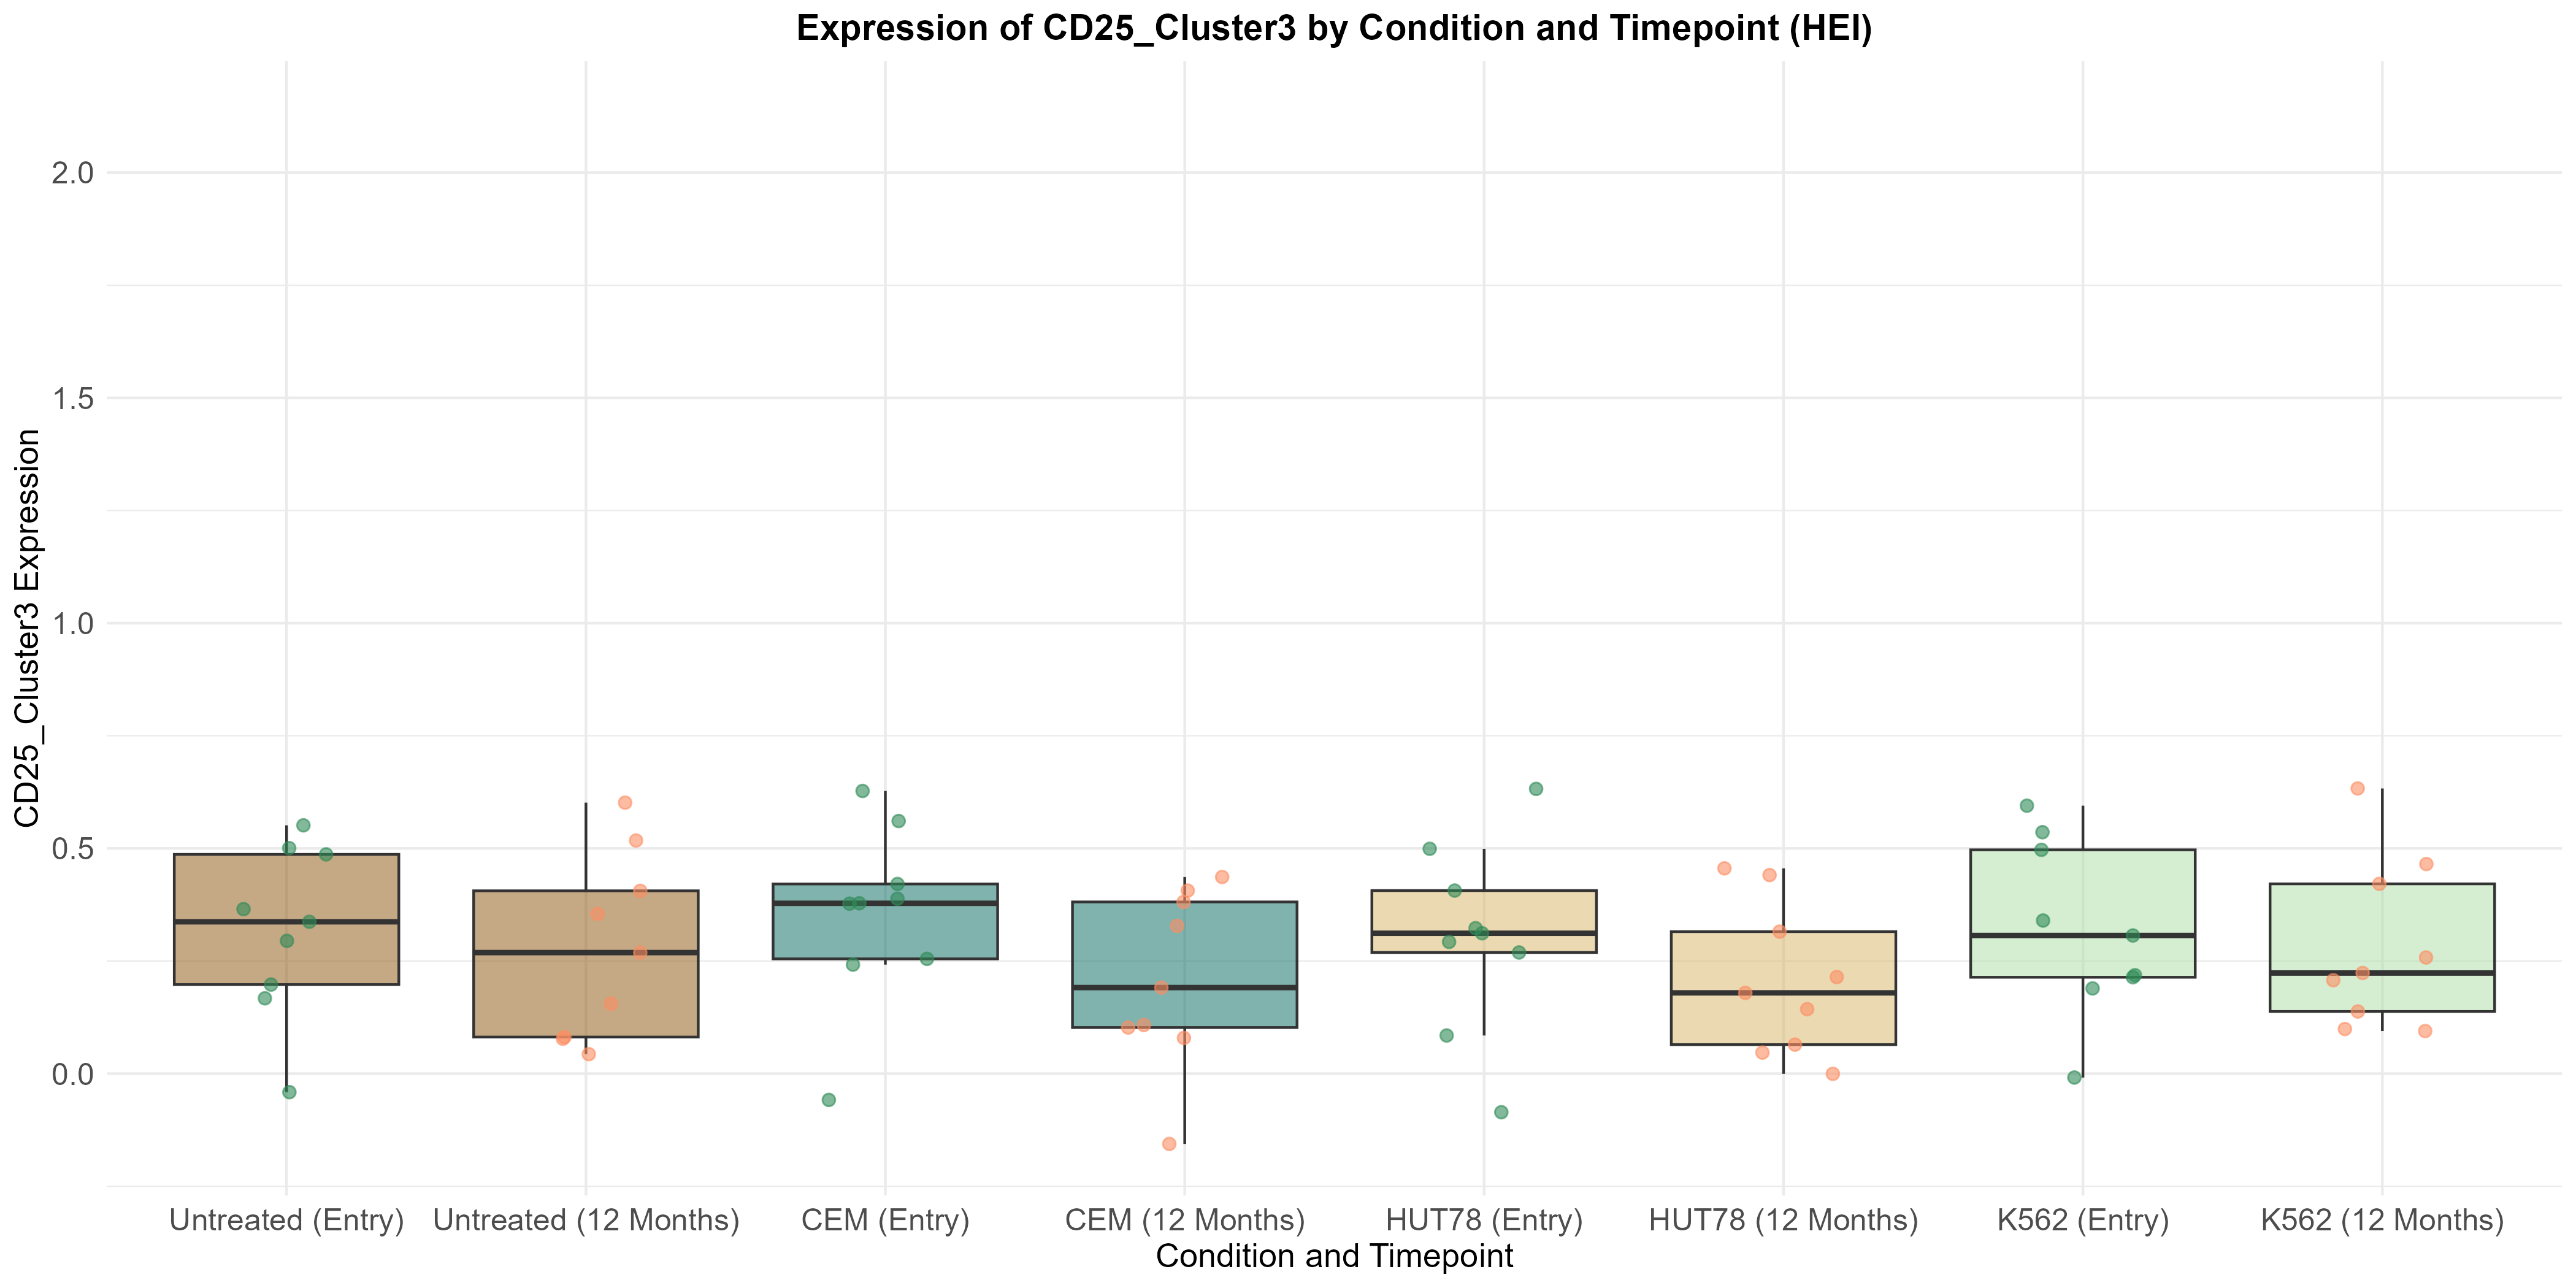 Expression of CD25_Cluster3 by Condition and Timepoint (HEI)
CD25_Cluster3 Expression
2.0
1.5
1.0
0.5
0.0
Untreated (Entry) Untreated (12 Months) CEM (Entry) CEM (12 Months) HUT78 (Entry) HUT78 (12 Months) K562 (Entry) K562 (12 Months)
Condition and Timepoint